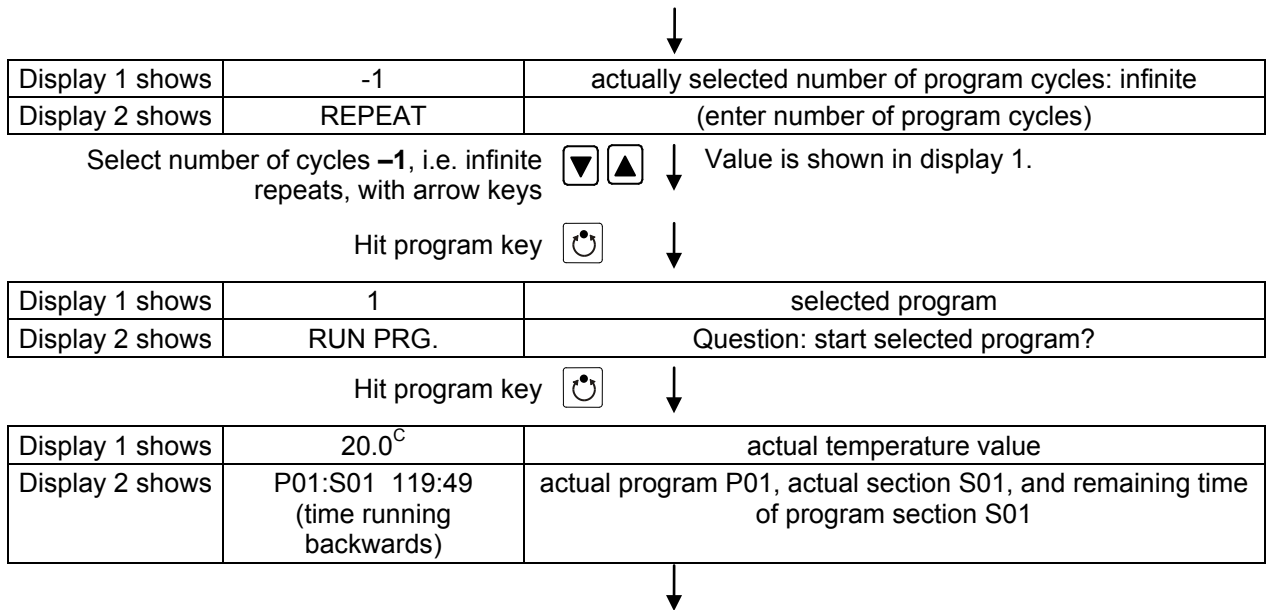 Display 1 shows -1 actually selected number of program cycles: infinite
Display 2 shows REPEAT (enter number of program cycles)
Select number of cycles –1, i.e. infinite
repeats, with arrow keys
Value is shown in display 1.
Hit program key
Display 1 shows 1 selected program
Display 2 shows RUN PRG. Question: start selected program?
Hit program key
Display 1 shows 20.0C actual temperature value
Display 2 shows P01:S01 119:49 actual program P01, actual section S01, and remaining time
(time running of program section S01
backwards)